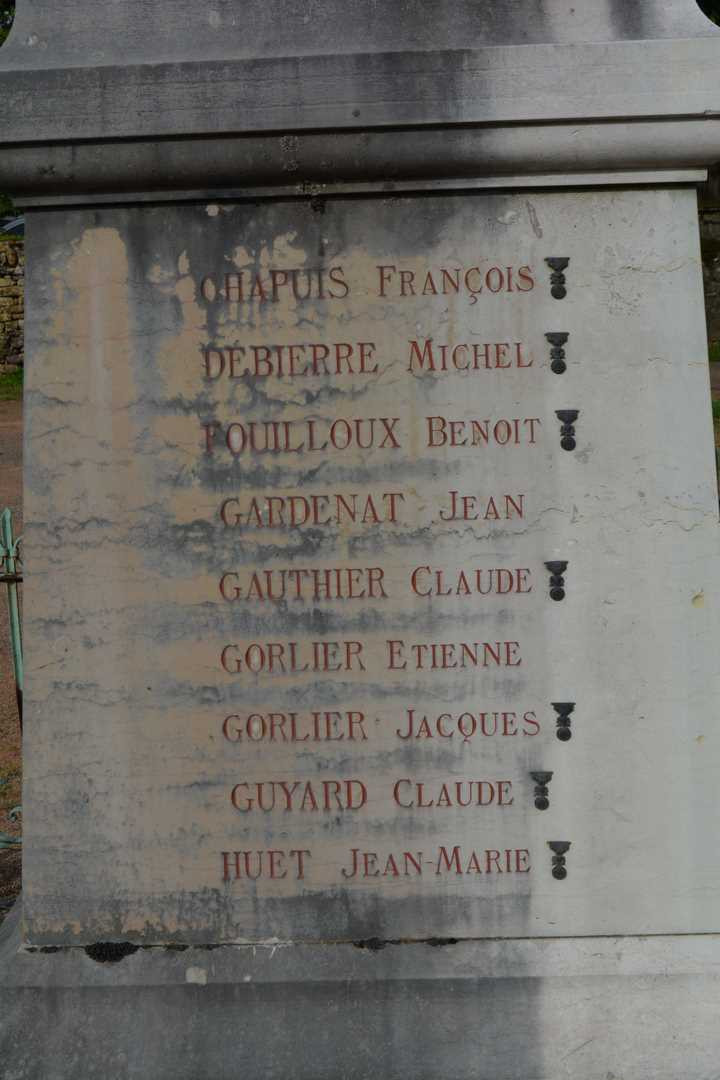 CHAPUIS FRANÇOIS
DEBIERRE MICHEL
FOUILLOUX BENOIT
GARDENAT JEAN
GAUTHIER CLAUDE
GORLIER ETIENNE
GORLIER JACQUES
GUYARD CLAUDE
HUET JEAN-MARIE